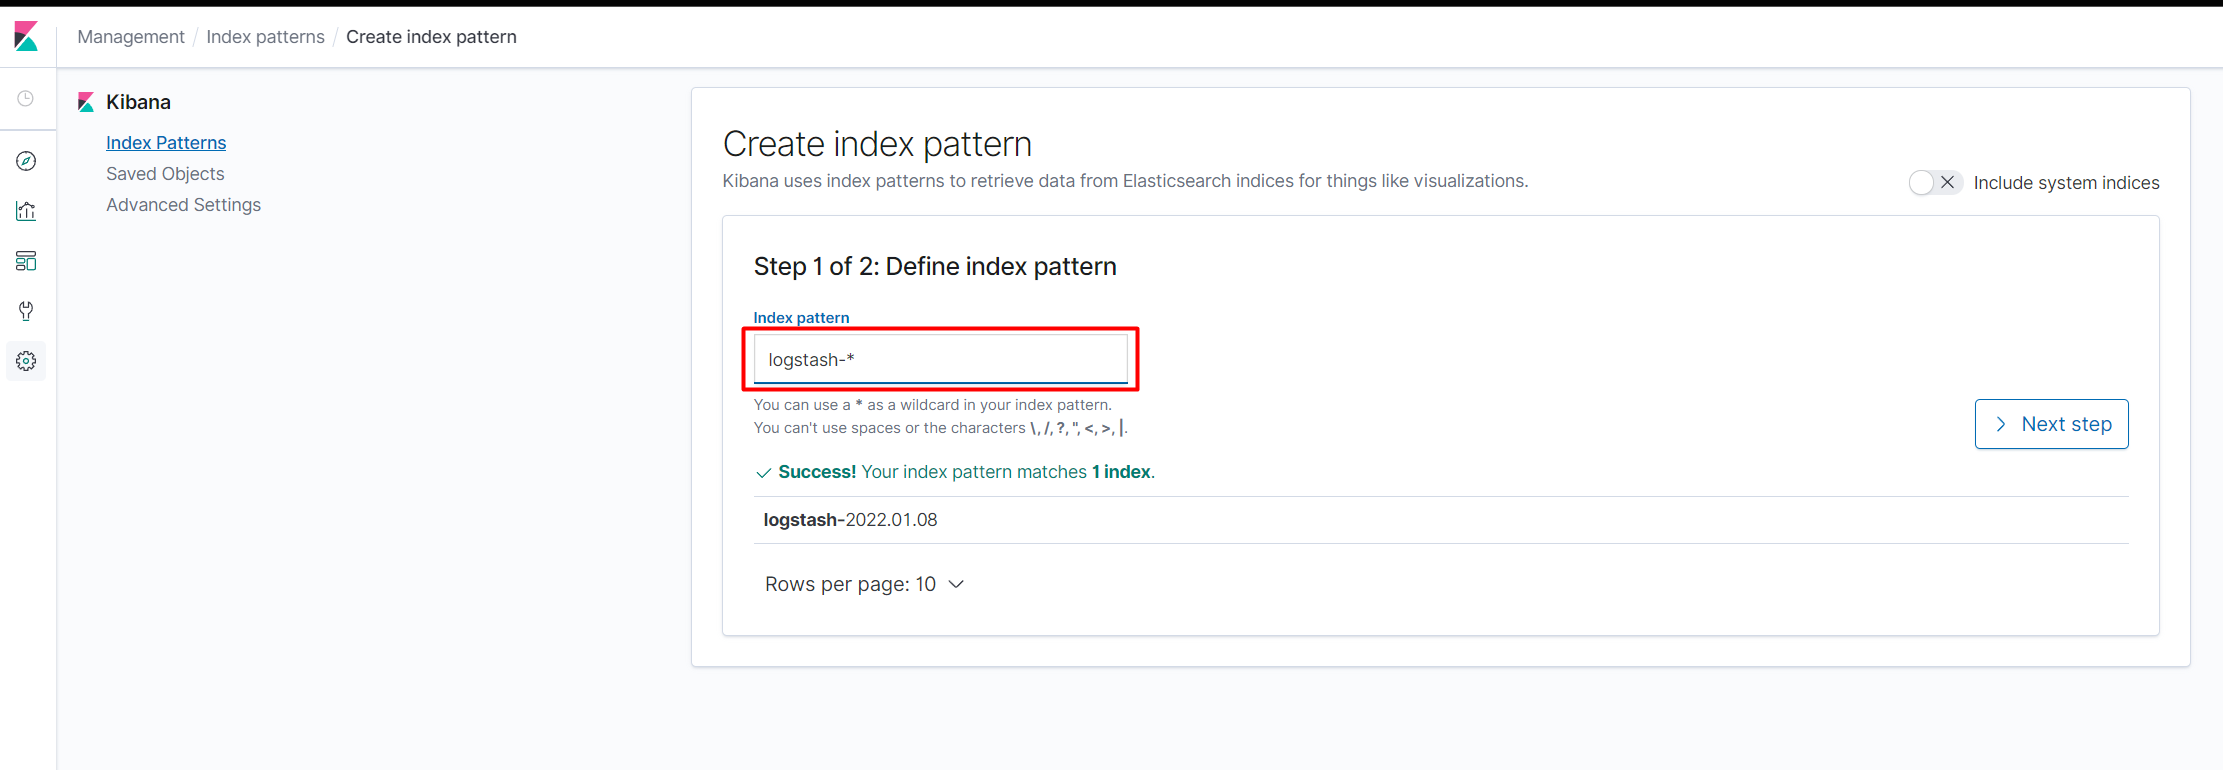 Management / Index patterns / Create index pattern
Kibana
Index Patterns
Saved Objects
Advanced Settings
Create index pattern
Kibana uses index patterns to retrieve data from Elasticsearch indices for things like visualizations.
Include system indices
Step 1 of 2: Define index pattern
Index pattern
logstash-*
You can use a * as a wildcard in your index pattern.
You can't use spaces or the characters \, /, ?, ", <, >, |.
Next step
Success! Your index pattern matches 1 index.
logstash-2022.01.08
Rows per page: 10